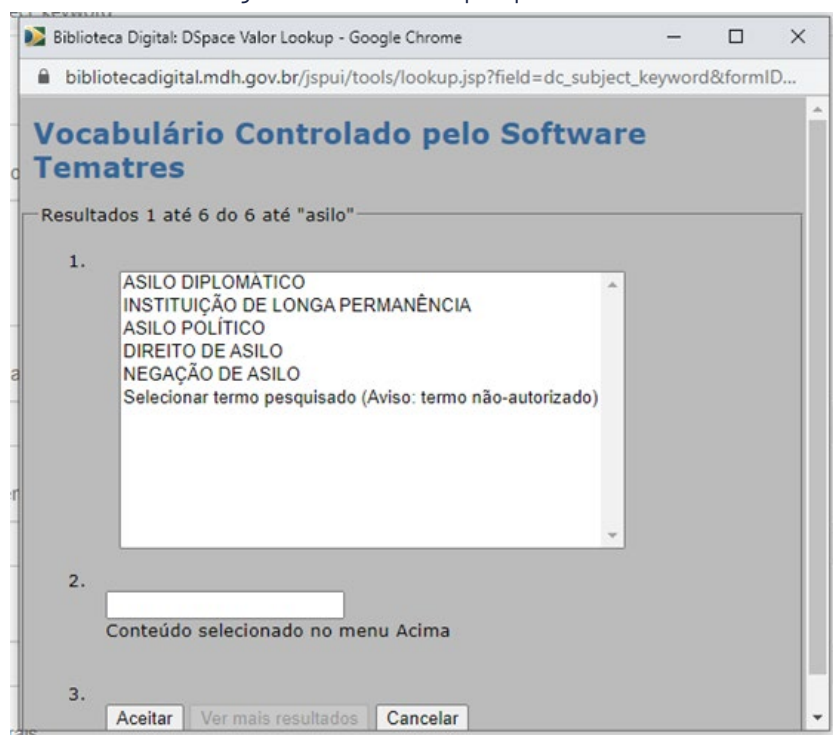 Biblioteca Digital: DSpace Valor Lookup - Google Chrome
bibliotecadigital.mdh.gov.br/jspui/tools/lookup.jsp?field=dc_subject_keyword&formID...
Vocabulário Controlado pelo Software
Tematres
Resultados 1 até 6 do 6 até "asilo"
1.
ASILO DIPLOMÁTICO
INSTITUIÇÃO DE LONGA PERMANÊNCIA
ASILO POLÍTICO
DIREITO DE ASILO
NEGAÇÃO DE ASILO
Selecionar termo pesquisado (Aviso: termo não-autorizado)
2.
Conteúdo selecionado no menu Acima
3.
Aceitar Ver mais resultados Cancelar